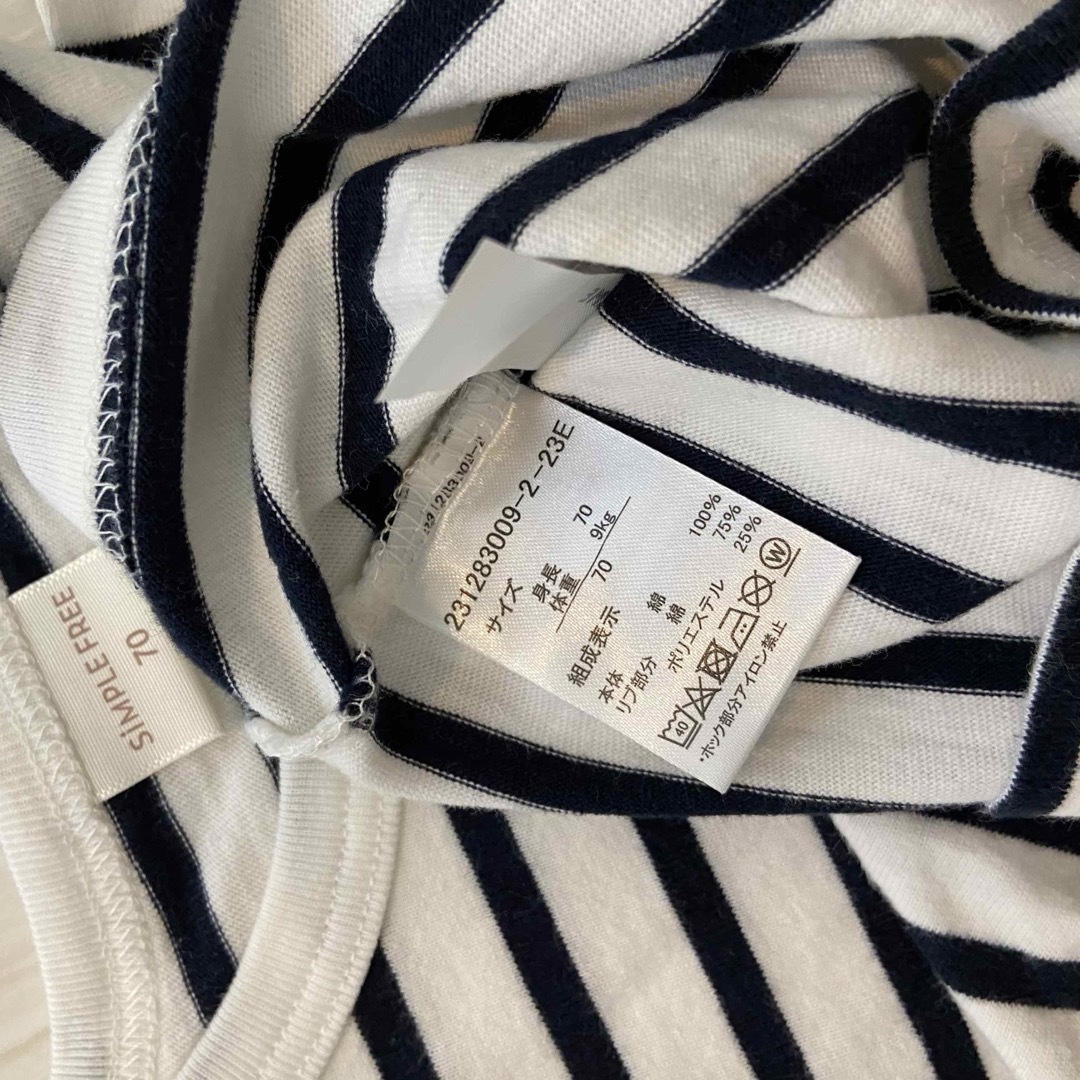 231283009-2-23E
サイズ 70
身長 70
体重 9kg
組成表示
本体 綿 100%
リブ部分 綿 75%
ポリエステル 25%
40 W
・ホック部分アイロン禁止
SiMPLE FREE
70